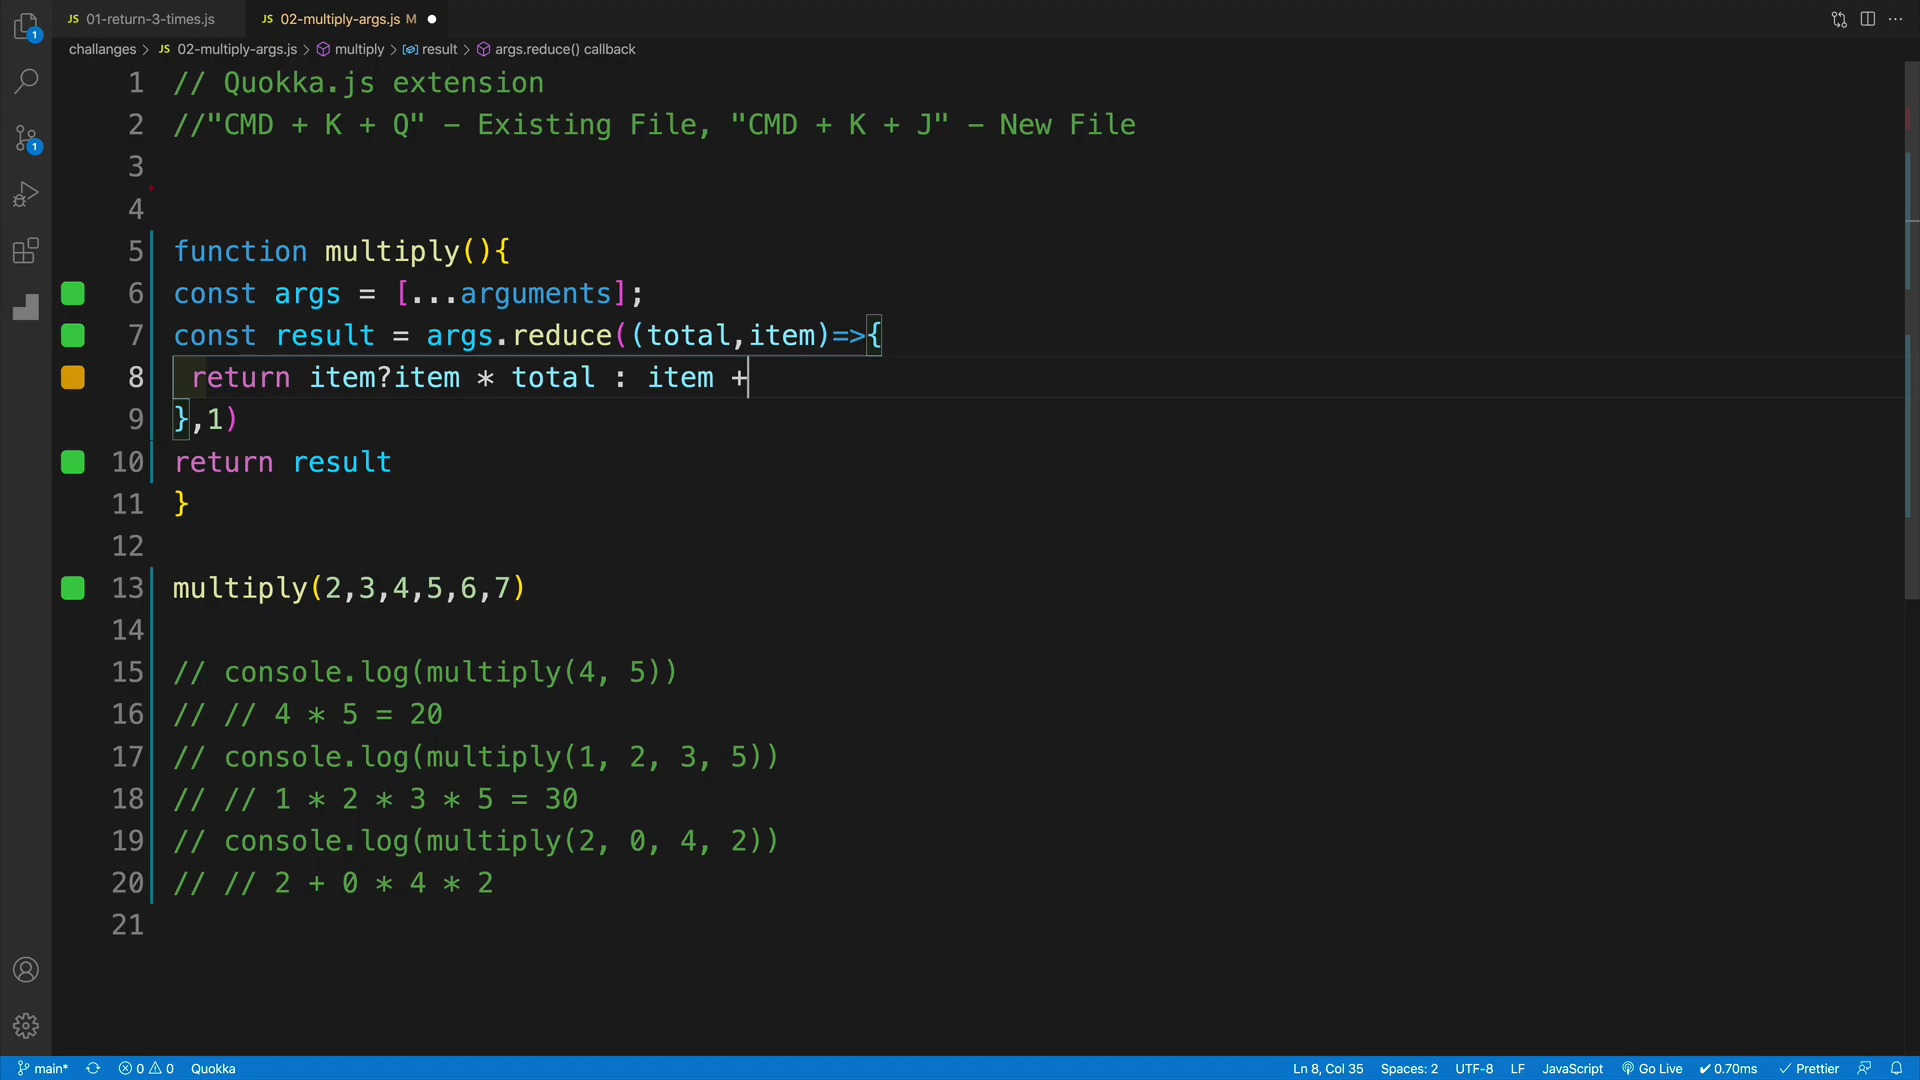 JS 01-return-3-times.js JS 02-multiply-args.js M
challanges > JS 02-multiply-args.js > multiply > result > args.reduce() callback
1 // Quokka.js extension
2 //"CMD + K + Q" - Existing File, "CMD + K + J" - New File
3
4
5 function multiply(){
6 const args = [...arguments];
7 const result = args.reduce((total,item)=>{
8 return item?item * total : item +
9 },1)
10 return result
11 }
12
13 multiply(2,3,4,5,6,7)
14
15 // console.log(multiply(4, 5))
16 // // 4 * 5 = 20
17 // console.log(multiply(1, 2, 3, 5))
18 // // 1 * 2 * 3 * 5 = 30
19 // console.log(multiply(2, 0, 4, 2))
20 // // 2 + 0 * 4 * 2
21
1
1
main* 0 0 Quokka Ln 8, Col 35 Spaces: 2 UTF-8 LF JavaScript Go Live ✓ 0.70ms ✓ Prettier